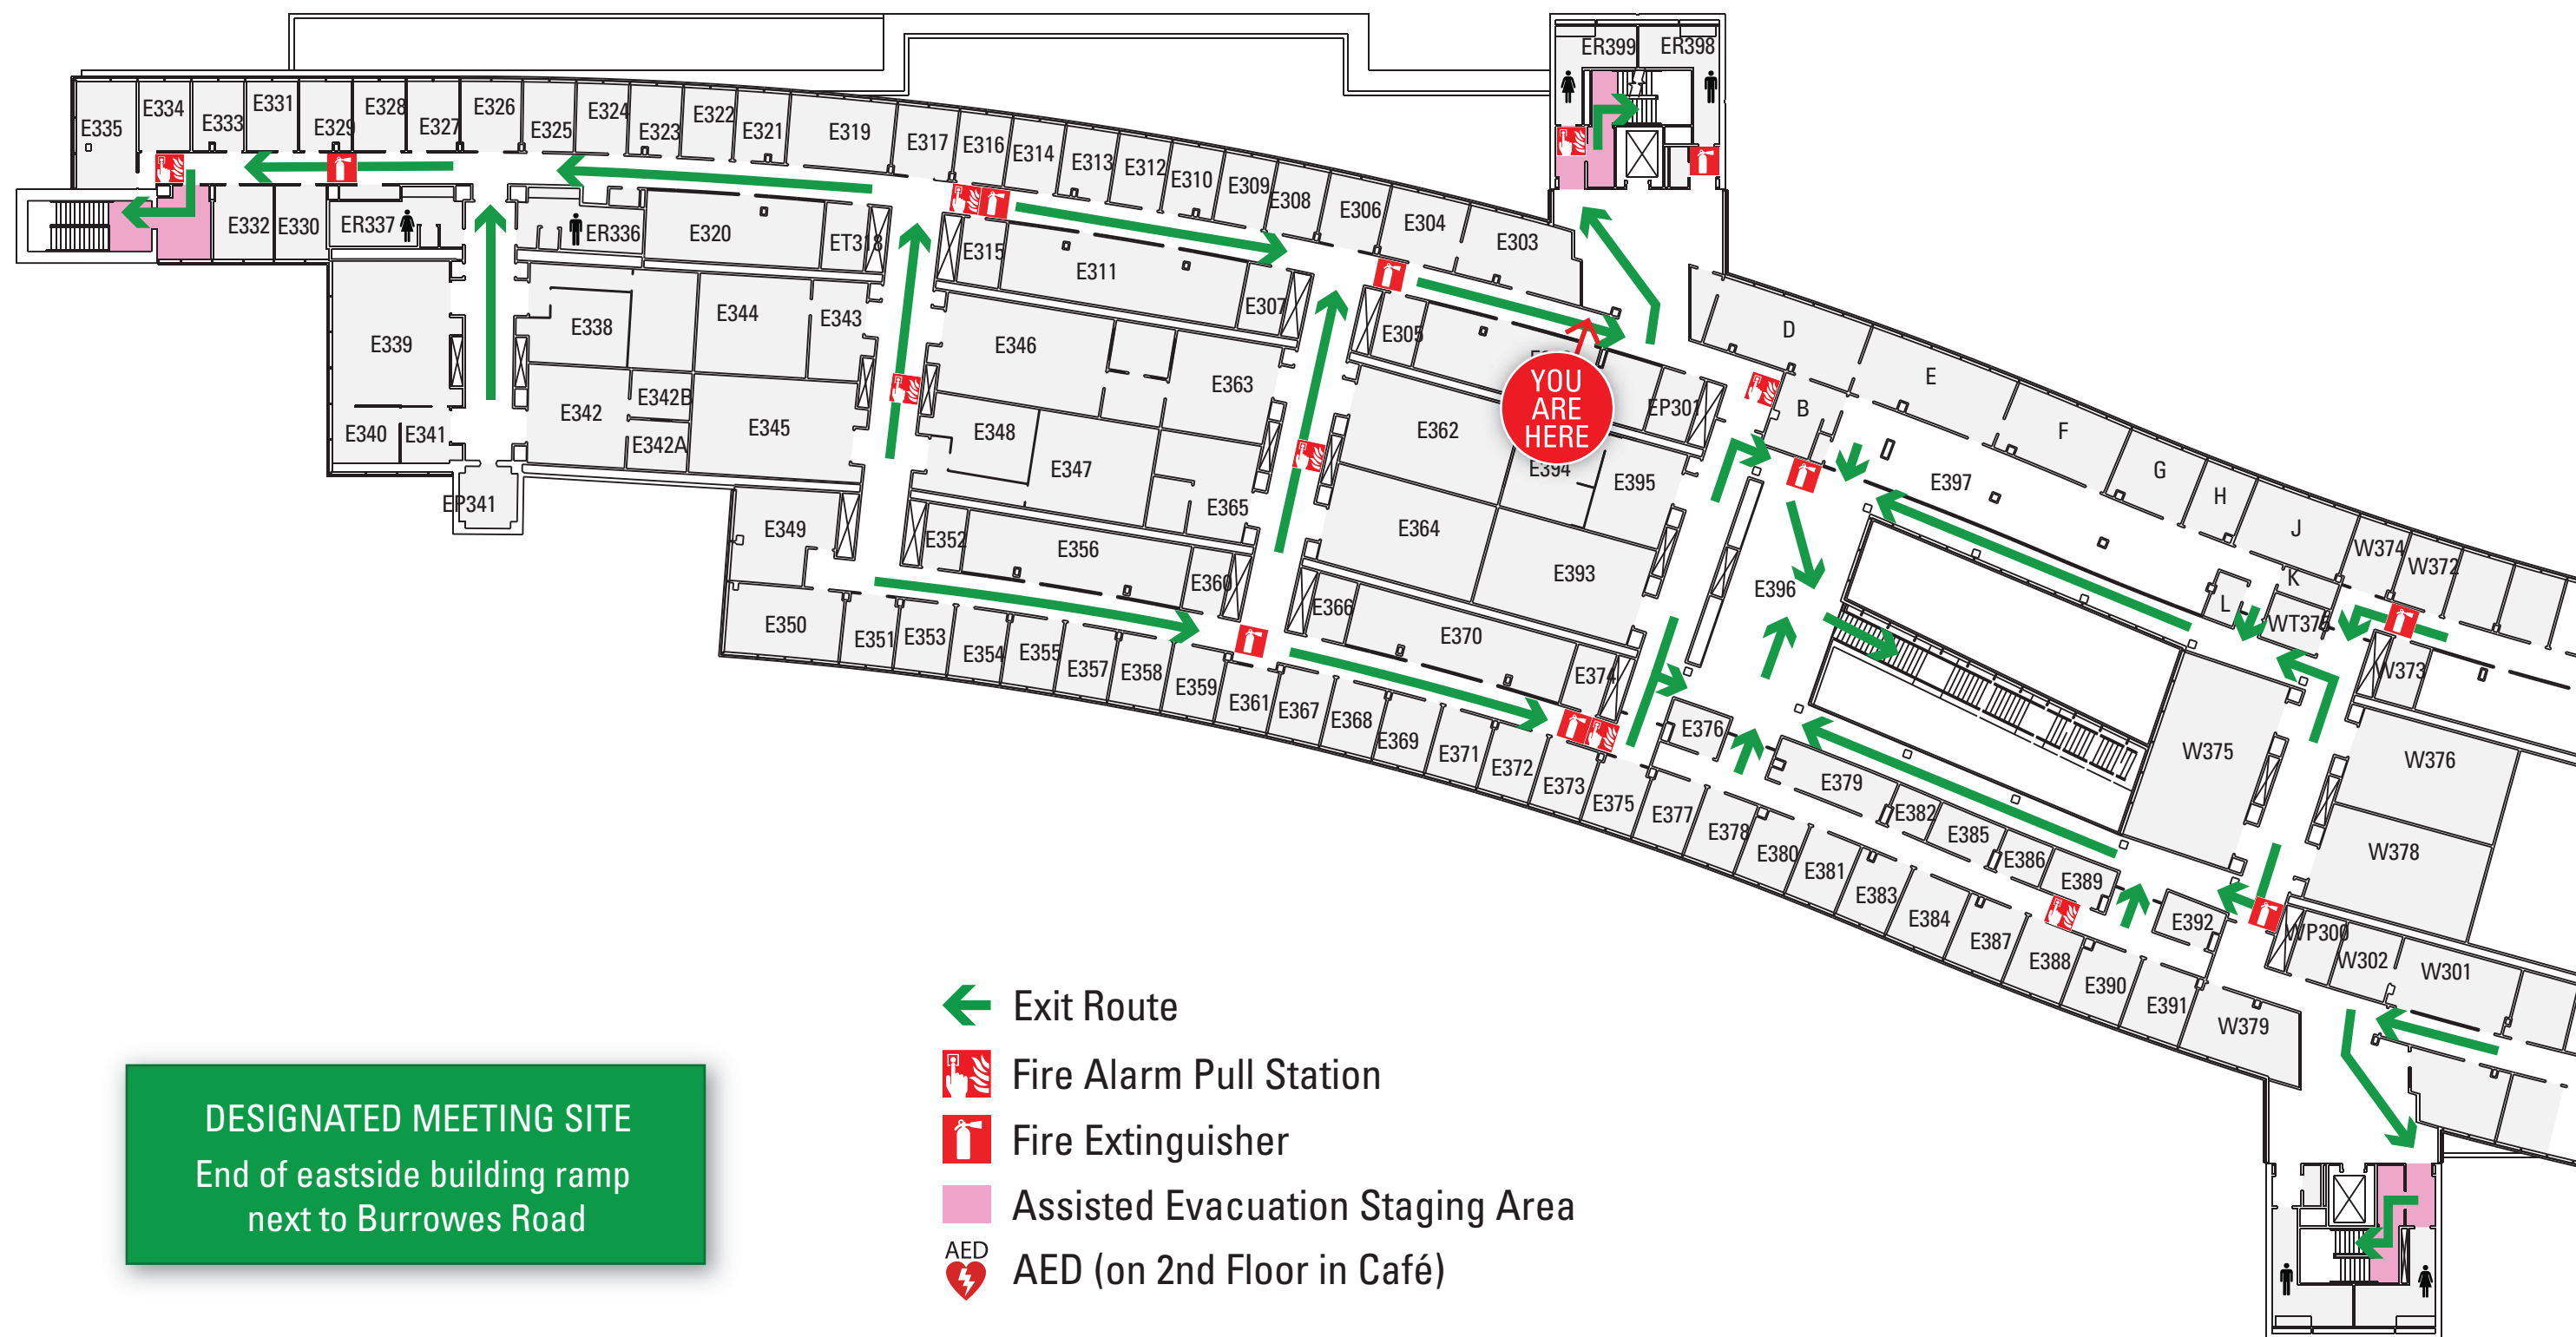 ER399
ER398
E334
E331
E328
E326
E324
E322
E335
E333
E329
E327
E325
E323
E321
E319
E317
E316
E314
E313
E312
E310
E309
E308
E306
E304
E303
E332
E330
ER337
ER336
E320
ET318
E315
E311
E307
E305
E339
E338
E344
E343
E346
E363
YOU
ARE
HERE
EP301
D
B
E
F
G
H
J
K
L
W374
W372
E340
E341
E342
E342B
E342A
E345
E348
E347
E365
E362
E394
E395
E397
EP341
E349
E352
E356
E360
E364
E393
E396
E366
E370
E374
W373
E350
E351
E353
E354
E355
E357
E358
E359
E361
E367
E368
E369
E371
E372
E373
E375
E376
E377
E378
E379
E380
E381
E382
E383
E384
E385
E386
E387
E388
E389
E390
E391
E392
W375
W376
W378
WP300
W302
W301
W379
Exit Route
Fire Alarm Pull Station
Fire Extinguisher
Assisted Evacuation Staging Area
AED
AED (on 2nd Floor in Café)
DESIGNATED MEETING SITE
End of eastside building ramp
next to Burrowes Road